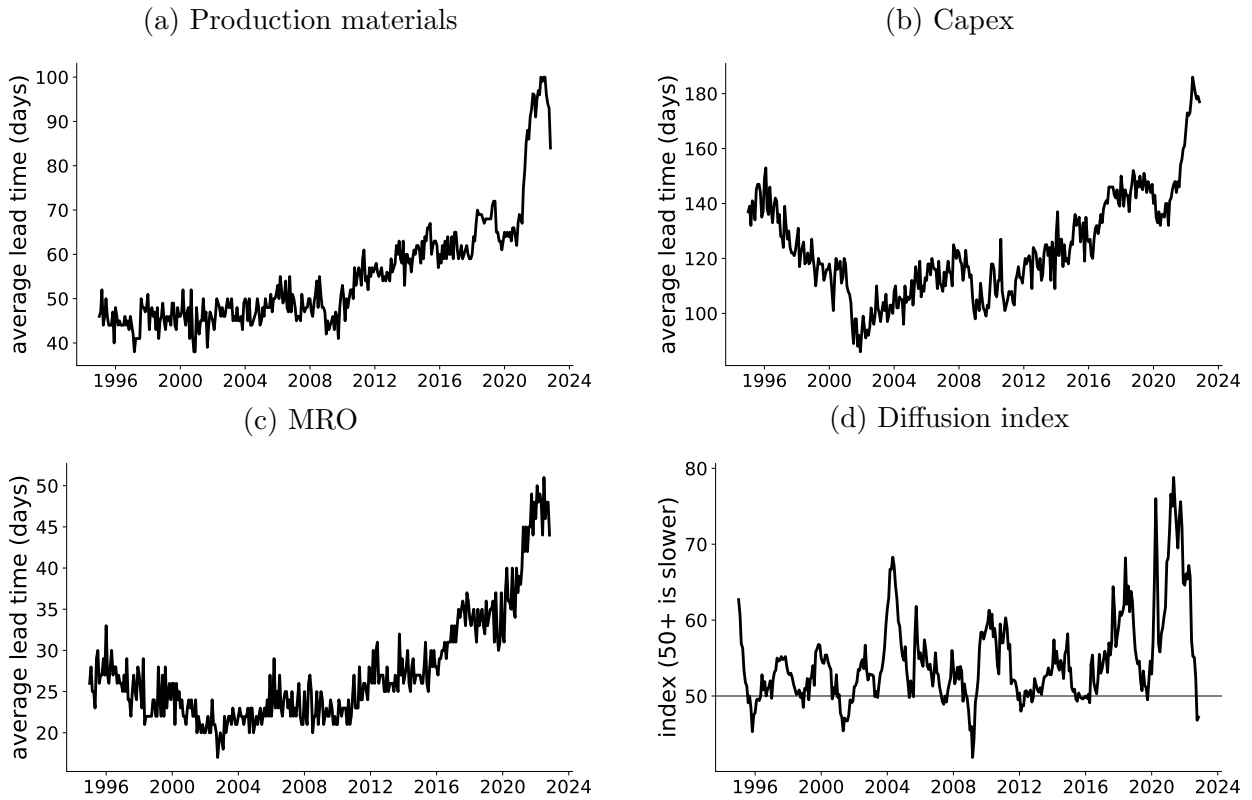 (a) Production materials
average lead time (days)
100
90
80
70
60
50
40
1996 2000 2004 2008 2012 2016 2020 2024
(b) Capex
average lead time (days)
180
160
140
120
100
1996 2000 2004 2008 2012 2016 2020 2024
(c) MRO
average lead time (days)
50
45
40
35
30
25
20
1996 2000 2004 2008 2012 2016 2020 2024
(d) Diffusion index
index (50+ is slower)
80
70
60
50
1996 2000 2004 2008 2012 2016 2020 2024